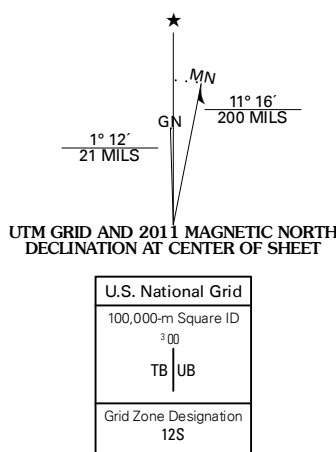 ★
MN
GN
1° 12´
21 MILS
11° 16´
200 MILS
UTM GRID AND 2011 MAGNETIC NORTH
DECLINATION AT CENTER OF SHEET
U.S. National Grid
100,000-m Square ID
³00
TB UB
Grid Zone Designation
12S